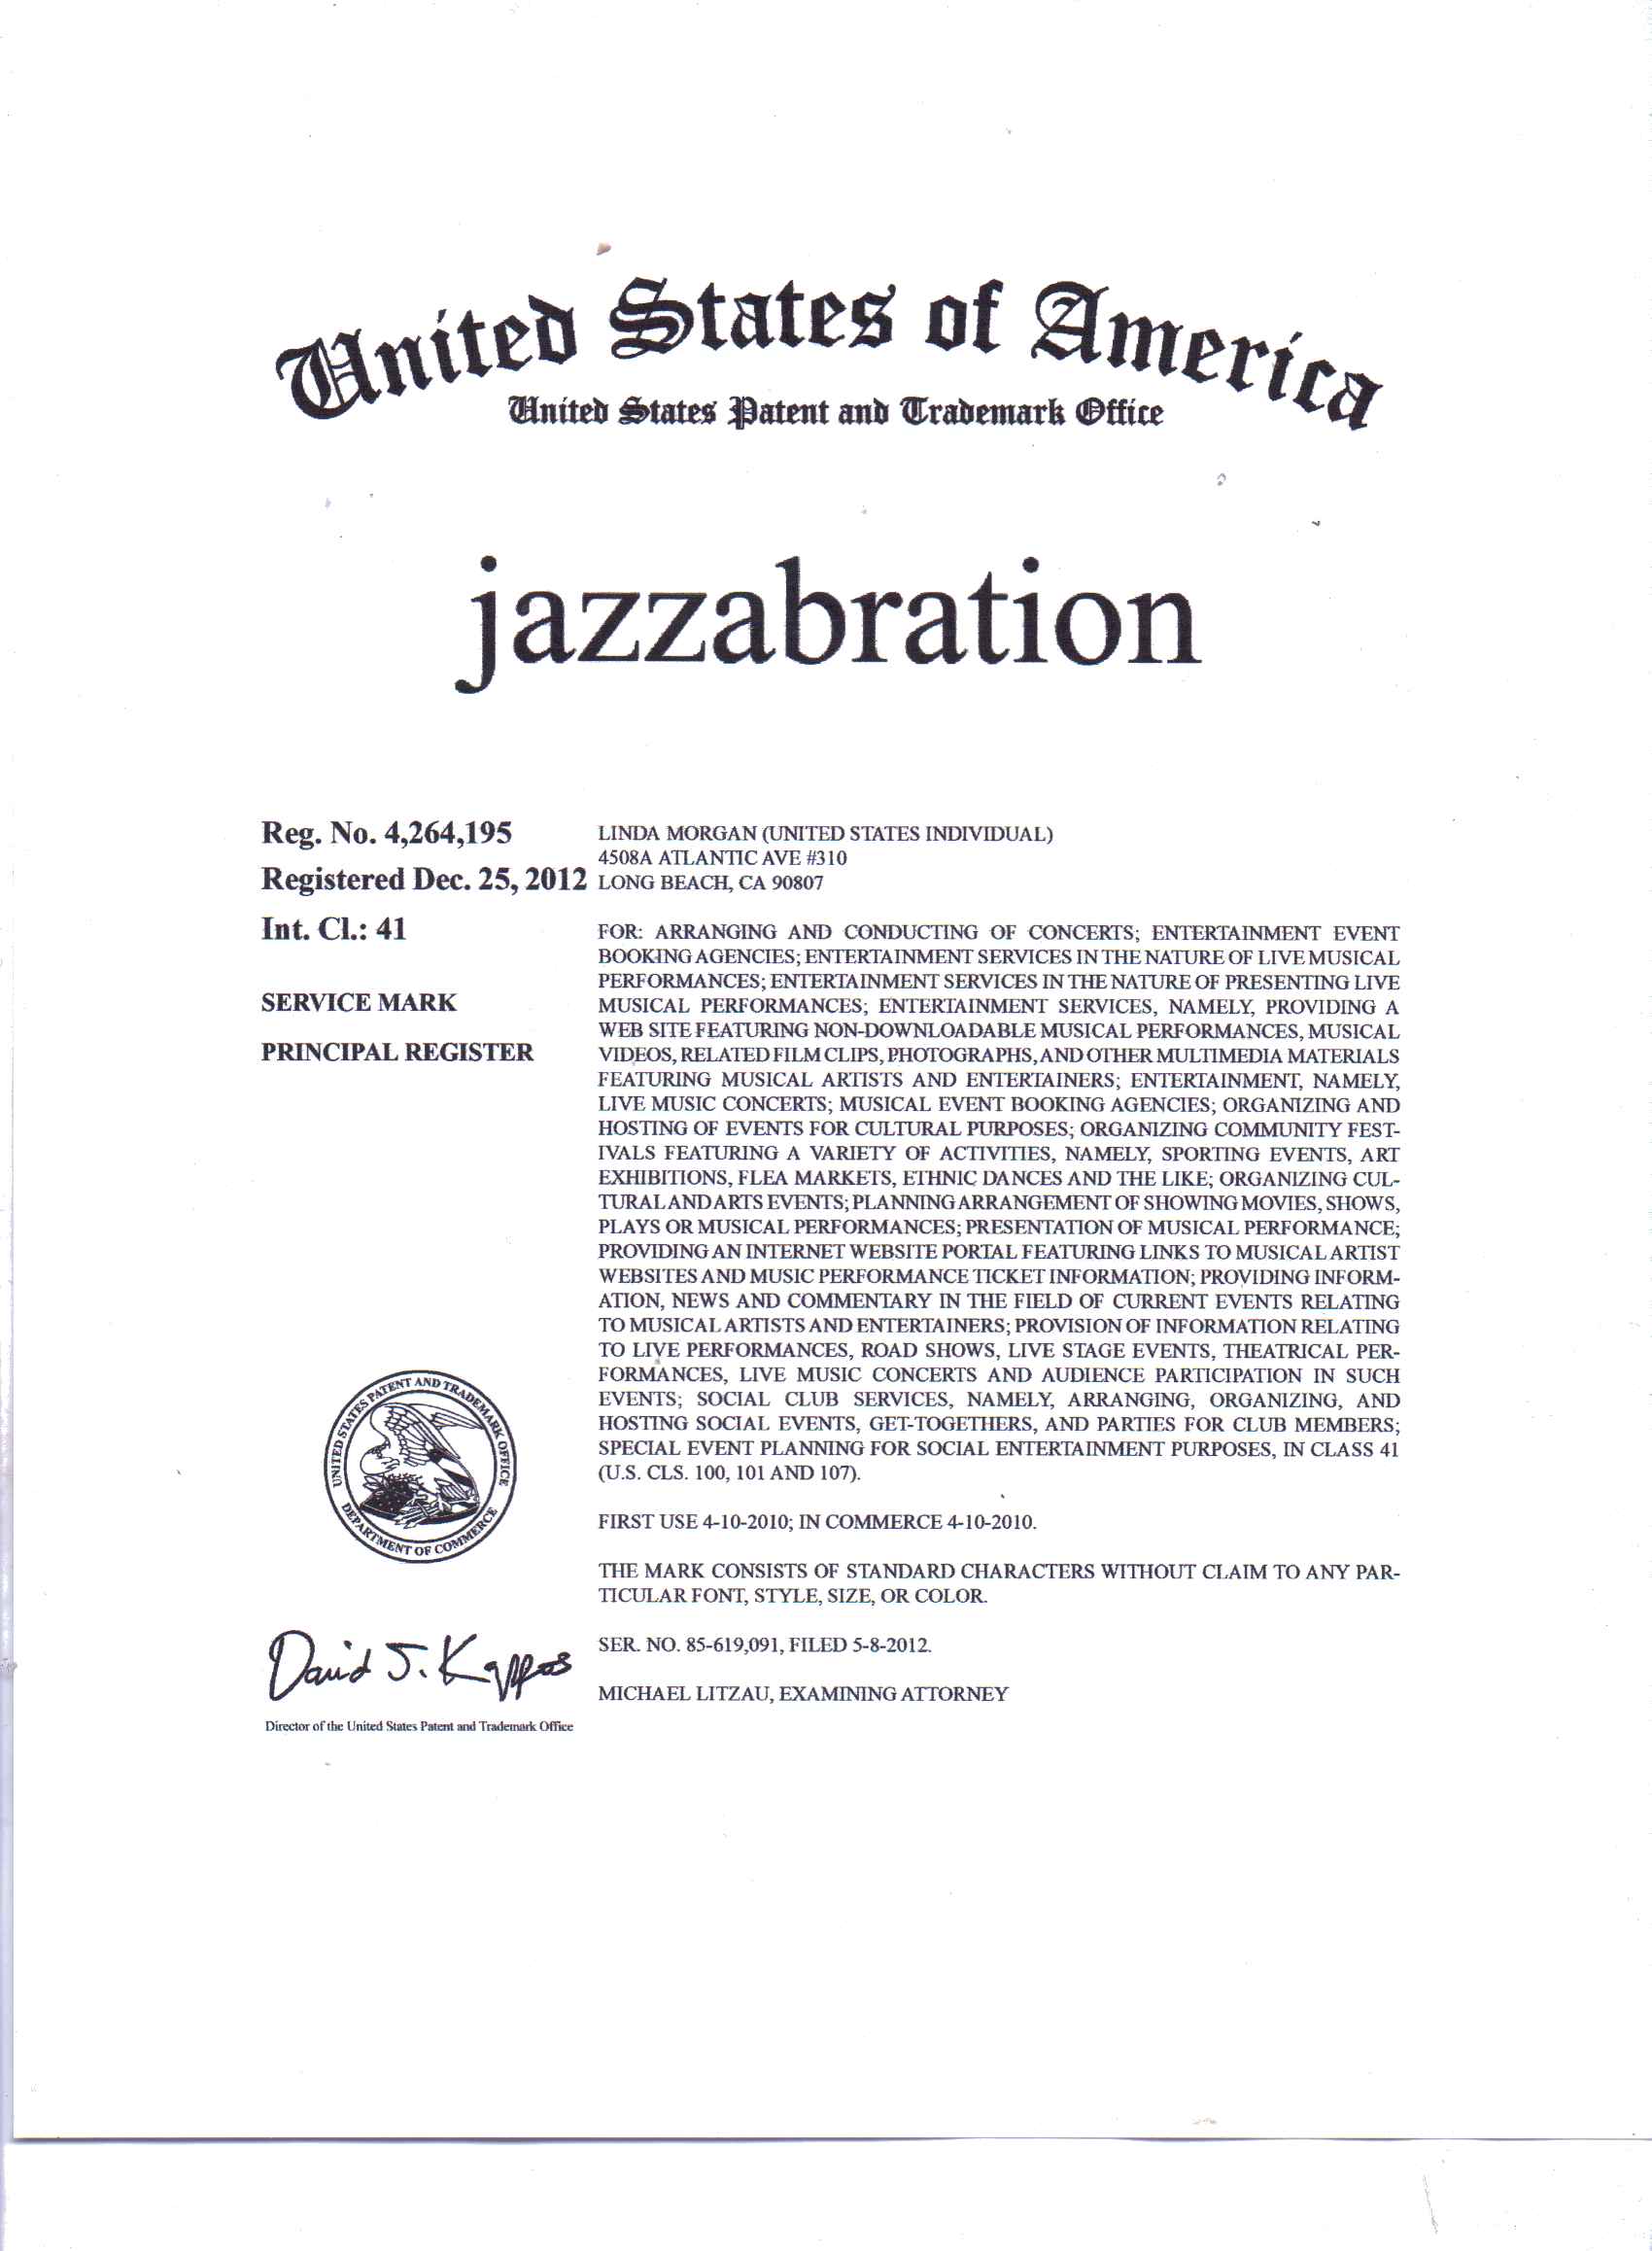 United States of America
United States Patent and Trademark Office
jazzabration
Reg. No. 4,264,195
Registered Dec. 25, 2012
Int. Cl.: 41
SERVICE MARK
PRINCIPAL REGISTER
LINDA MORGAN (UNITED STATES INDIVIDUAL)
4508A ATLANTIC AVE #310
LONG BEACH, CA 90807
FOR: ARRANGING AND CONDUCTING OF CONCERTS; ENTERTAINMENT EVENT
BOOKING AGENCIES; ENTERTAINMENT SERVICES IN THE NATURE OF LIVE MUSICAL
PERFORMANCES; ENTERTAINMENT SERVICES IN THE NATURE OF PRESENTING LIVE
MUSICAL PERFORMANCES; ENTERTAINMENT SERVICES, NAMELY, PROVIDING A
WEB SITE FEATURING NON-DOWNLOADABLE MUSICAL PERFORMANCES, MUSICAL
VIDEOS, RELATED FILM CLIPS, PHOTOGRAPHS, AND OTHER MULTIMEDIA MATERIALS
FEATURING MUSICAL ARTISTS AND ENTERTAINERS; ENTERTAINMENT, NAMELY,
LIVE MUSIC CONCERTS; MUSICAL EVENT BOOKING AGENCIES; ORGANIZING AND
HOSTING OF EVENTS FOR CULTURAL PURPOSES; ORGANIZING COMMUNITY FEST-
IVALS FEATURING A VARIETY OF ACTIVITIES, NAMELY, SPORTING EVENTS, ART
EXHIBITIONS, FLEA MARKETS, ETHNIC DANCES AND THE LIKE; ORGANIZING CUL-
TURAL AND ARTS EVENTS; PLANNING ARRANGEMENT OF SHOWING MOVIES, SHOWS,
PLAYS OR MUSICAL PERFORMANCES; PRESENTATION OF MUSICAL PERFORMANCE;
PROVIDING AN INTERNET WEBSITE PORTAL FEATURING LINKS TO MUSICAL ARTIST
WEBSITES AND MUSIC PERFORMANCE TICKET INFORMATION; PROVIDING INFORM-
ATION, NEWS AND COMMENTARY IN THE FIELD OF CURRENT EVENTS RELATING
TO MUSICAL ARTISTS AND ENTERTAINERS; PROVISION OF INFORMATION RELATING
TO LIVE PERFORMANCES, ROAD SHOWS, LIVE STAGE EVENTS, THEATRICAL PER-
FORMANCES, LIVE MUSIC CONCERTS AND AUDIENCE PARTICIPATION IN SUCH
EVENTS; SOCIAL CLUB SERVICES, NAMELY, ARRANGING, ORGANIZING, AND
HOSTING SOCIAL EVENTS, GET-TOGETHERS, AND PARTIES FOR CLUB MEMBERS;
SPECIAL EVENT PLANNING FOR SOCIAL ENTERTAINMENT PURPOSES, IN CLASS 41
(U.S. CLS. 100, 101 AND 107).
FIRST USE 4-10-2010; IN COMMERCE 4-10-2010.
THE MARK CONSISTS OF STANDARD CHARACTERS WITHOUT CLAIM TO ANY PAR-
TICULAR FONT, STYLE, SIZE, OR COLOR.
SER. NO. 85-619,091, FILED 5-8-2012.
MICHAEL LITZAU, EXAMINING ATTORNEY
UNITED STATES PATENT AND TRADEMARK OFFICE
DEPARTMENT OF COMMERCE
David J. Kappos
Director of the United States Patent and Trademark Office